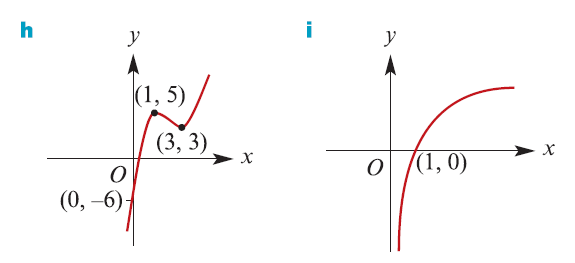 h
y
(1, 5)
(3, 3)
x
O
(0, –6)
i
y
x
O
(1, 0)